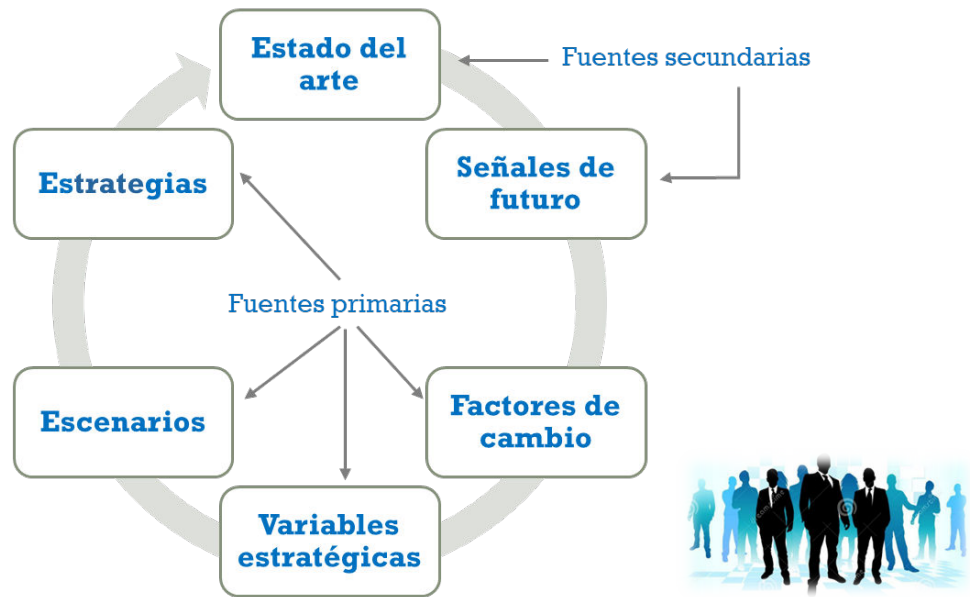 Estado del
arte
Fuentes secundarias
Señales de
futuro
Estrategias
Fuentes primarias
Factores de
cambio
Escenarios
Variables
estratégicas